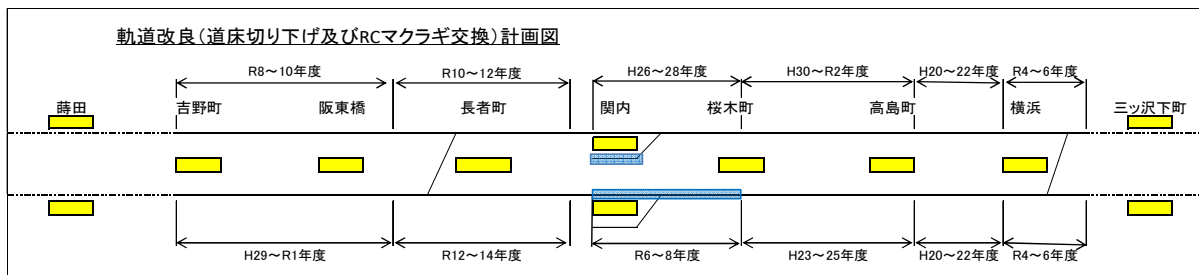 軌道改良(道床切り下げ及びRCマクラギ交換)計画図
R8～10年度 R10～12年度 H26～28年度 H30～R2年度 H20～22年度 R4～6年度
蒔田 吉野町 阪東橋 長者町 関内 桜木町 高島町 横浜 三ッ沢下町
H29～R1年度 R12～14年度 R6～8年度 H23～25年度 H20～22年度 R4～6年度